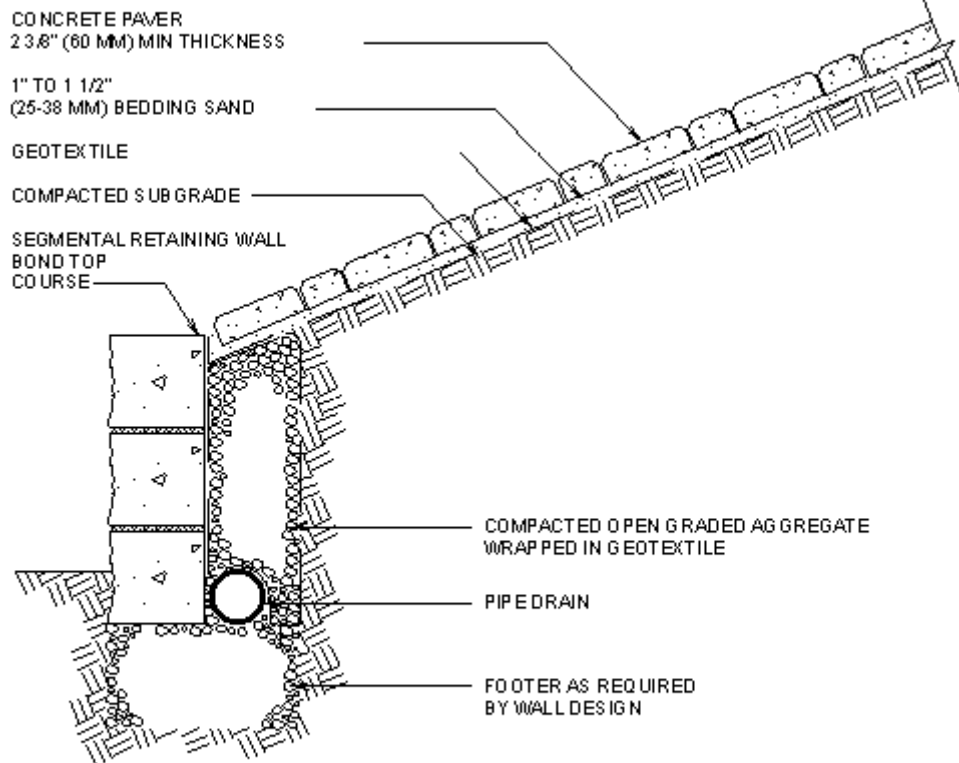 CONCRETE PAVER
2 3/8" (60 MM) MIN THICKNESS
1" TO 1 1/2"
(25-38 MM) BEDDING SAND
GEOTEXTILE
COMPACTED SUBGRADE
SEGMENTAL RETAINING WALL
BOND TOP
COURSE
COMPACTED OPEN GRADED AGGREGATE
WRAPPED IN GEOTEXTILE
PIPE DRAIN
FOOTER AS REQUIRED
BY WALL DESIGN